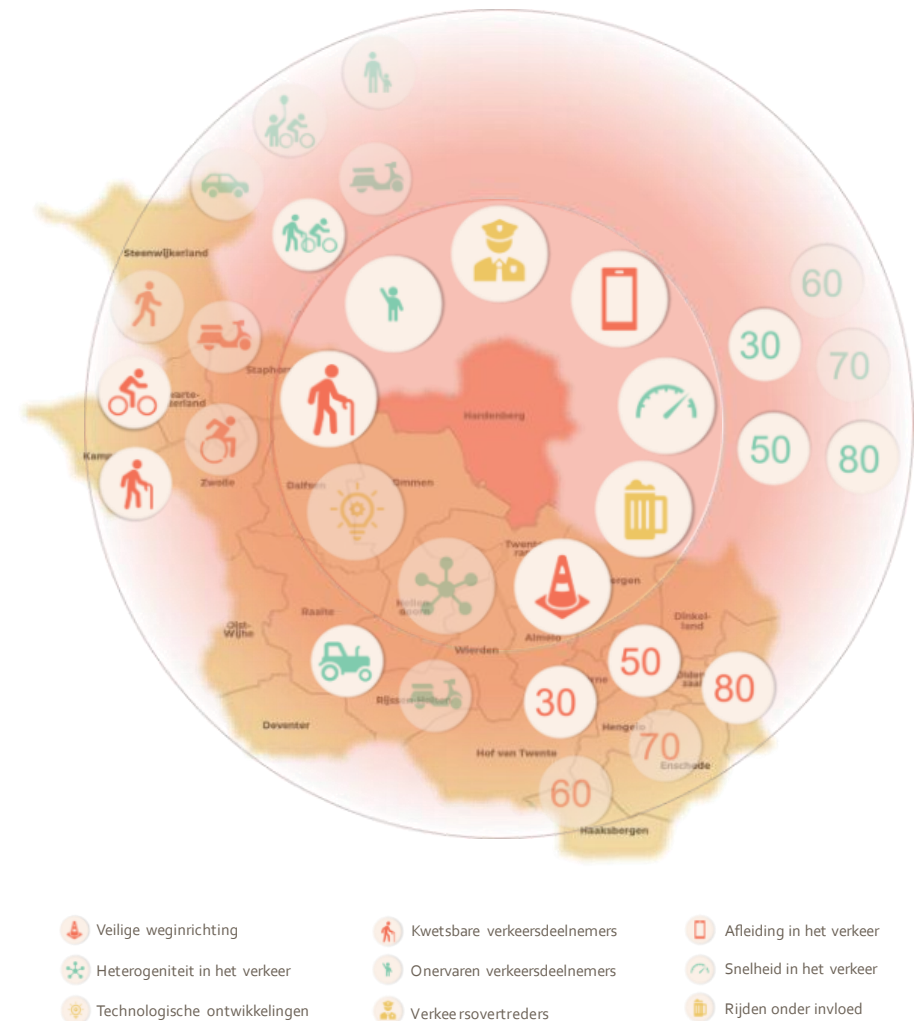 60
Steenwijkerland
30
70
Staphorst
Hardenberg
50
80
Zwolle
Dalfsen
Ommen
Raalte
Dinkel-
land
Olst-
Wijhe
Almelo
Wierden
50
80
30
Deventer
Hengelo
70
Hof van Twente
Enschede
60
Haaksbergen
Veilige weginrichting
Kwetsbare verkeersdeelnemers
Afleiding in het verkeer
Heterogeniteit in het verkeer
Onervaren verkeersdeelnemers
Snelheid in het verkeer
Technologische ontwikkelingen
Verkeersovertreders
Rijden onder invloed